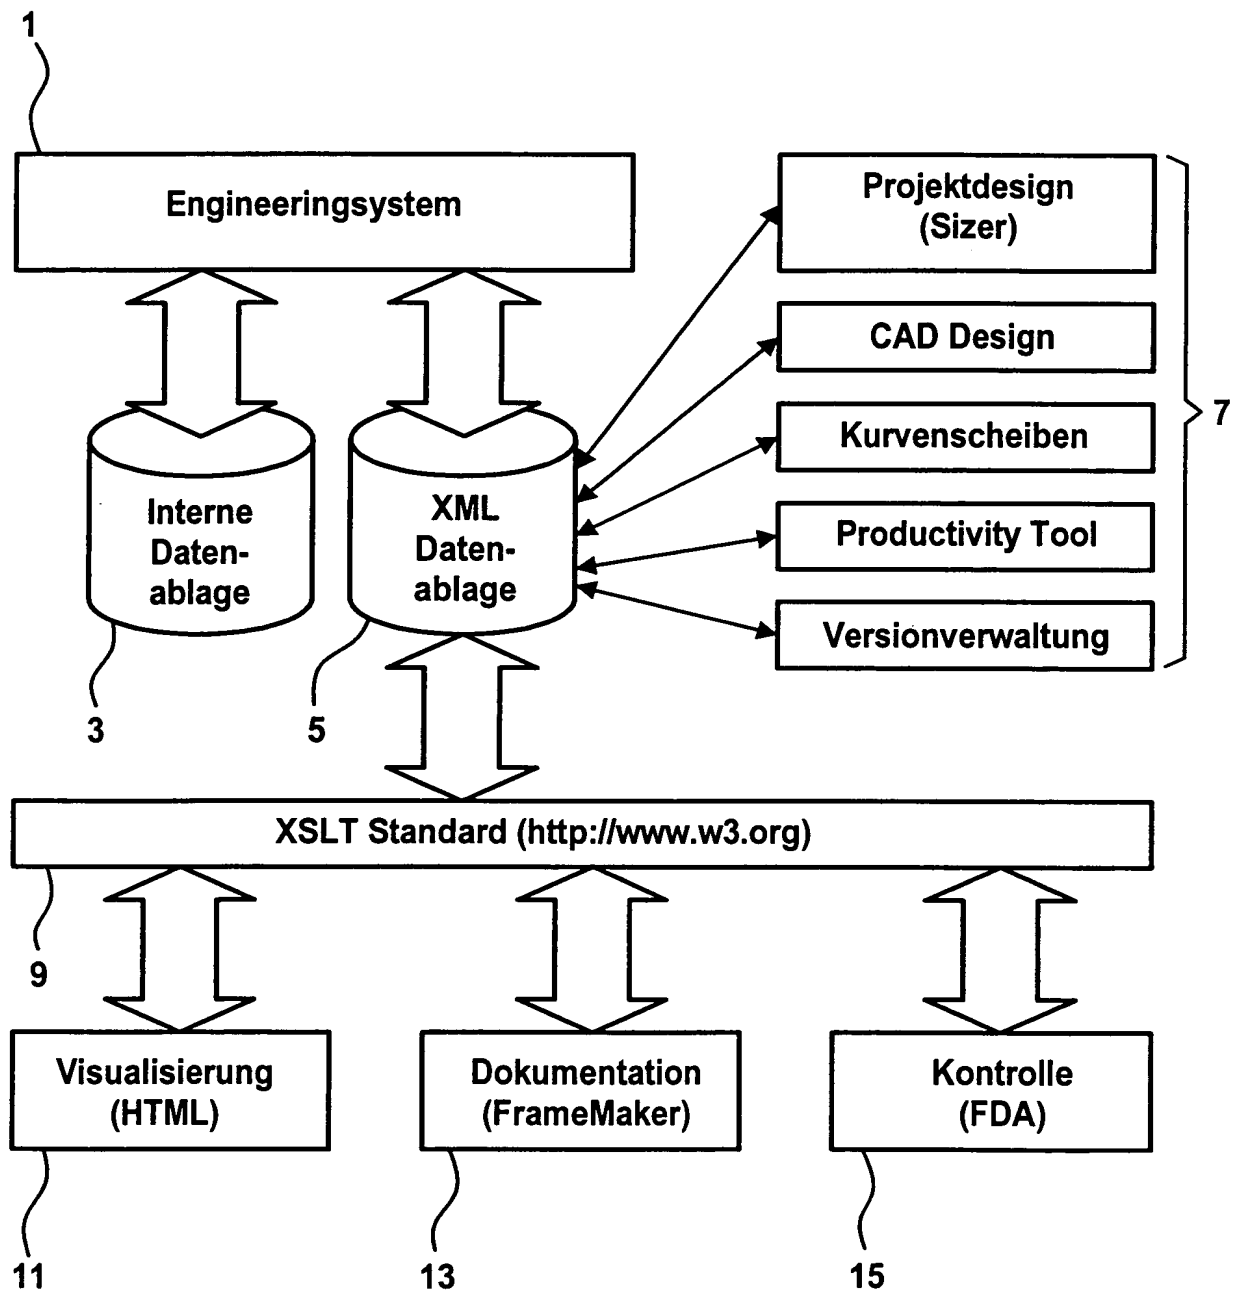 1
Engineeringsystem
Projektdesign
(Sizer)
CAD Design
Kurvenscheiben
Productivity Tool
Versionverwaltung
7
Interne
Daten-
ablage
XML
Daten-
ablage
3
5
XSLT Standard (http://www.w3.org)
9
Visualisierung
(HTML)
Dokumentation
(FrameMaker)
Kontrolle
(FDA)
11
13
15